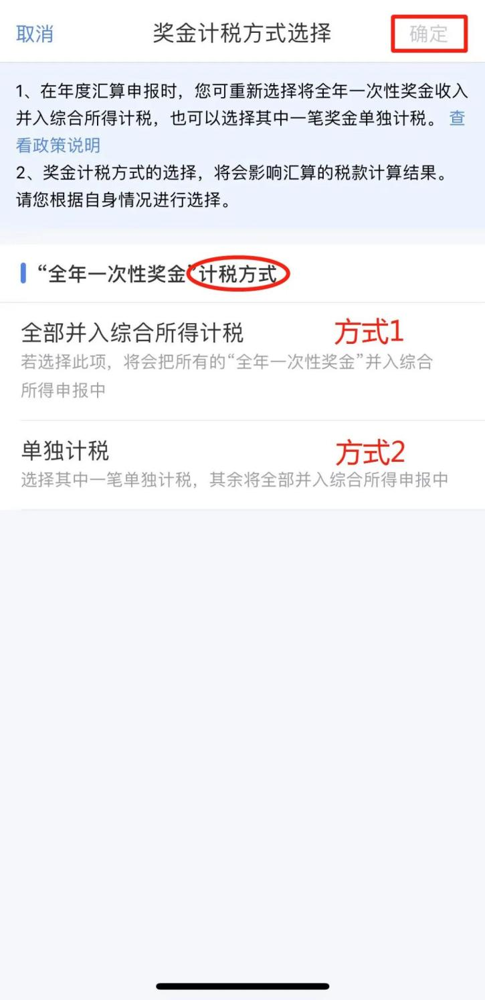 取消 奖金计税方式选择 确定
1、在年度汇算申报时，您可重新选择将全年一次性奖金收入
并入综合所得计税，也可以选择其中一笔奖金单独计税。 查
看政策说明
2、奖金计税方式的选择，将会影响汇算的税款计算结果。
请您根据自身情况进行选择。
“全年一次性奖金”计税方式
全部并入综合所得计税 方式1
若选择此项，将会把所有的“全年一次性奖金”并入综合
所得申报中
单独计税 方式2
选择其中一笔单独计税，其余将全部并入综合所得申报中